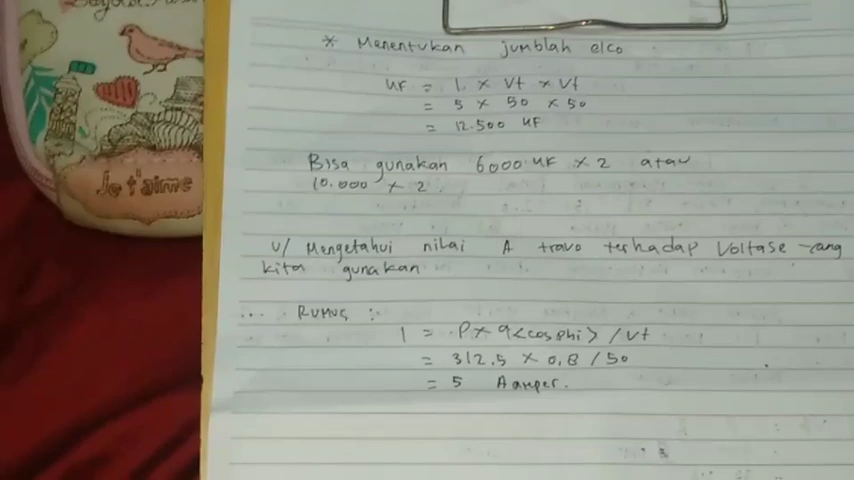 * Menentukan jumblah elco
uF = 1 x Vt x Vt
= 5 x 50 x 50
= 12.500 uF
Bisa gunakan 6000 uF x 2 atau
10.000 x 2.
u/ Mengetahui nilai A travo terhadap Voltase yang
kita gunakan
... RUMUS :
I = P x 9 <cos phi> / Vt
= 312.5 x 0,8 / 50
= 5 Aamper.
Je t'aime